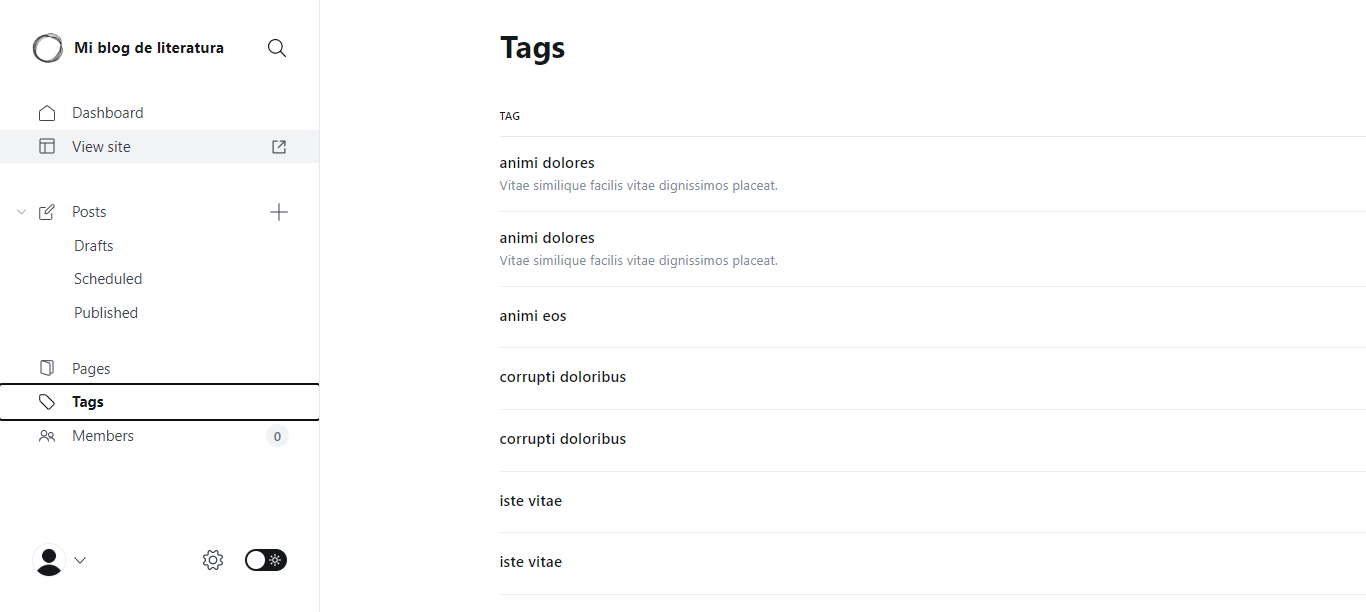 Mi blog de literatura
Dashboard
View site
Posts
Drafts
Scheduled
Published
Pages
Tags
Members 0
Tags
TAG
animi dolores
Vitae similique facilis vitae dignissimos placeat.
animi dolores
Vitae similique facilis vitae dignissimos placeat.
animi eos
corrupti doloribus
corrupti doloribus
iste vitae
iste vitae